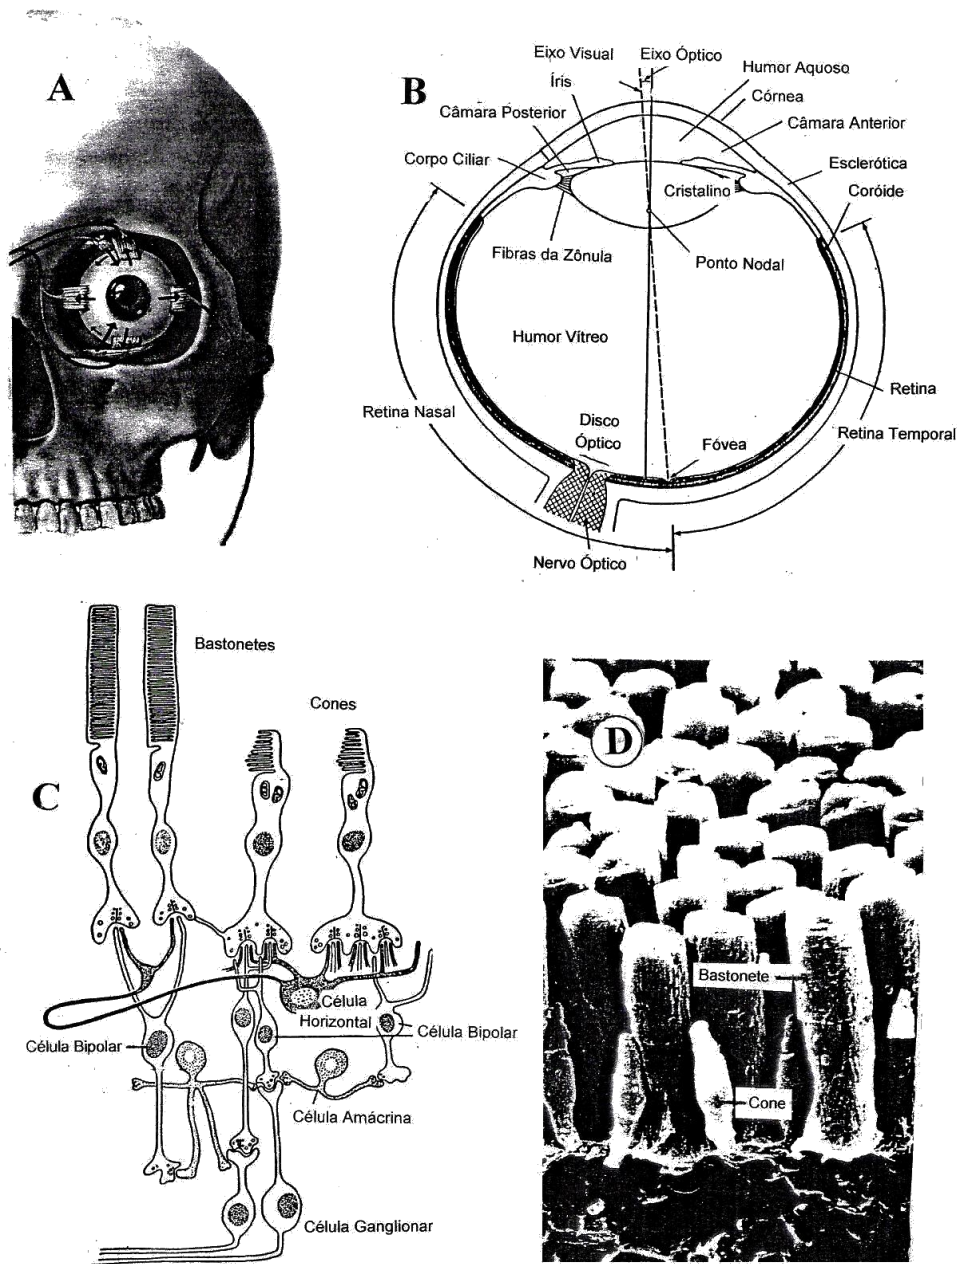 A
B
Eixo Visual
Eixo Óptico
Íris
Humor Aquoso
Córnea
Câmara Posterior
Câmara Anterior
Corpo Ciliar
Esclerótica
Cristalino
Coróide
Fibras da Zônula
Ponto Nodal
Humor Vítreo
Retina
Retina Nasal
Disco
Óptico
Fóvea
Retina Temporal
Nervo Óptico
C
Bastonetes
Cones
Célula
Horizontal
Célula Bipolar
Célula Bipolar
Célula Amácrina
Célula Ganglionar
D
Bastonete
Cone